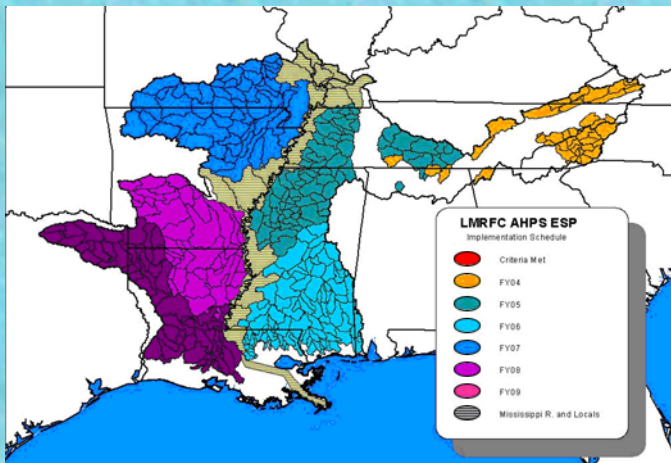 LMRFC AHPS ESP
Implementation Schedule
Criteria Met
FY04
FY05
FY06
FY07
FY08
FY09
Mississippi R. and Locals